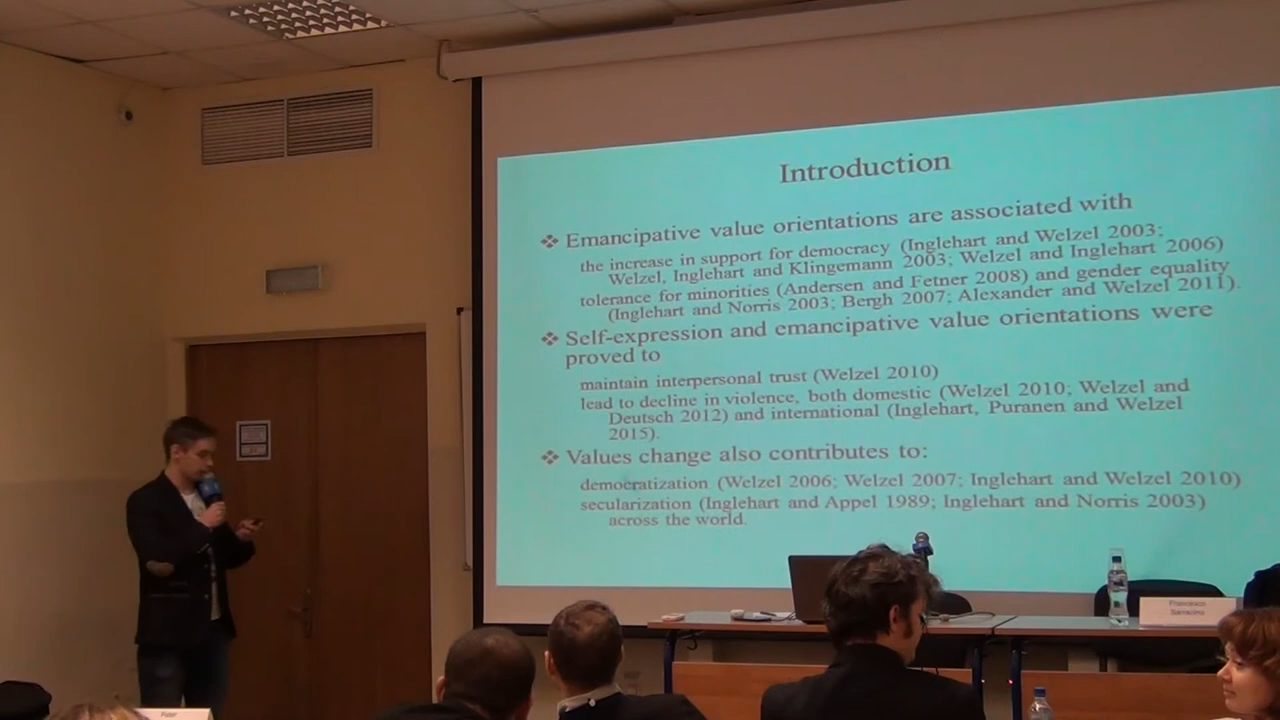 Introduction
Emancipative value orientations are associated with
the increase in support for democracy (Inglehart and Welzel 2003;
Welzel, Inglehart and Klingemann 2003; Welzel and Inglehart 2006)
tolerance for minorities (Andersen and Fetner 2008) and gender equality
(Inglehart and Norris 2003; Bergh 2007; Alexander and Welzel 2011).
Self-expression and emancipative value orientations were
proved to
maintain interpersonal trust (Welzel 2010)
lead to decline in violence, both domestic (Welzel 2010; Welzel and
Deutsch 2012) and international (Inglehart, Puranen and Welzel
2015).
Values change also contributes to:
democratization (Welzel 2006; Welzel 2007; Inglehart and Welzel 2010)
secularization (Inglehart and Appel 1989; Inglehart and Norris 2003)
across the world.
Francesco
Sarracino